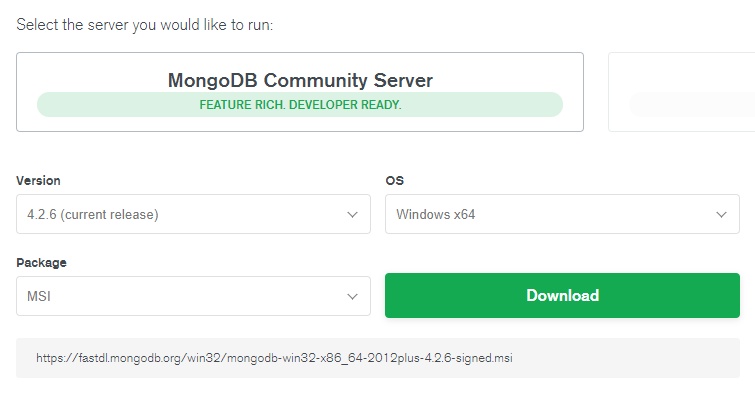 Select the server you would like to run:
MongoDB Community Server
FEATURE RICH. DEVELOPER READY.
Version
OS
4.2.6 (current release)
Windows x64
Package
MSI
Download
https://fastdl.mongodb.org/win32/mongodb-win32-x86_64-2012plus-4.2.6-signed.msi